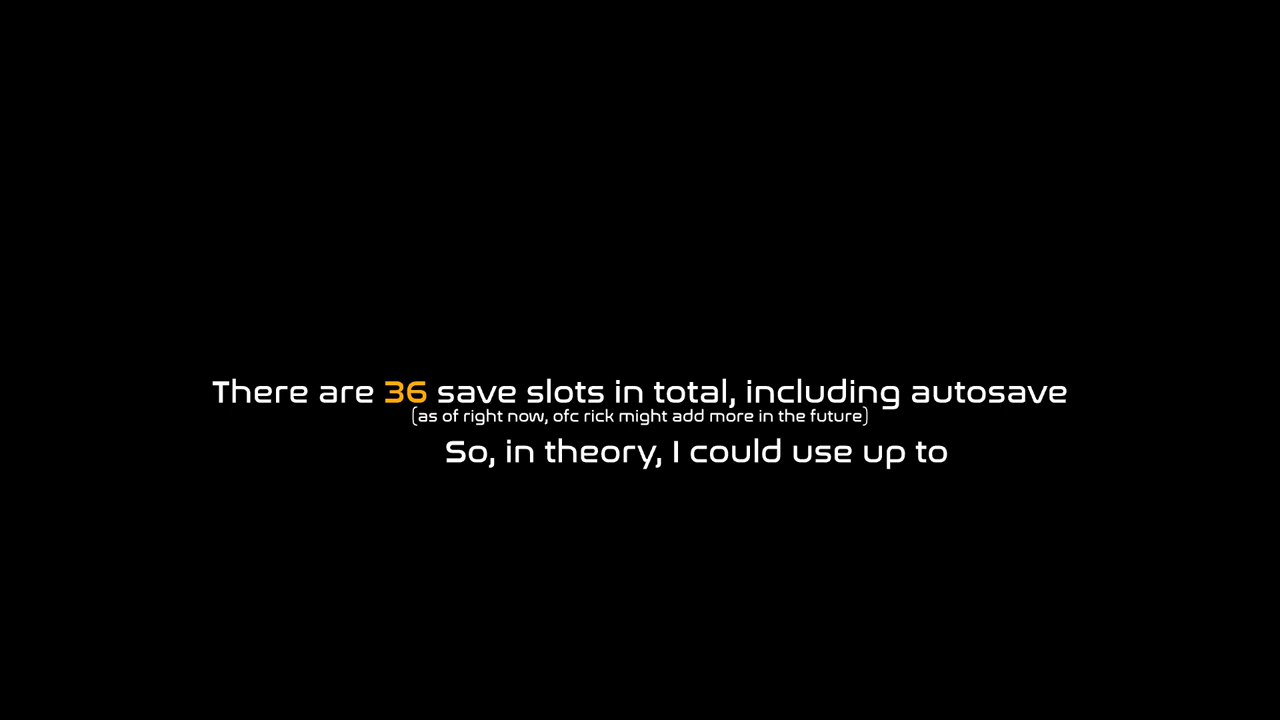 There are 36 save slots in total, including autosave
(as of right now, ofc rick might add more in the future)
So, in theory, I could use up to